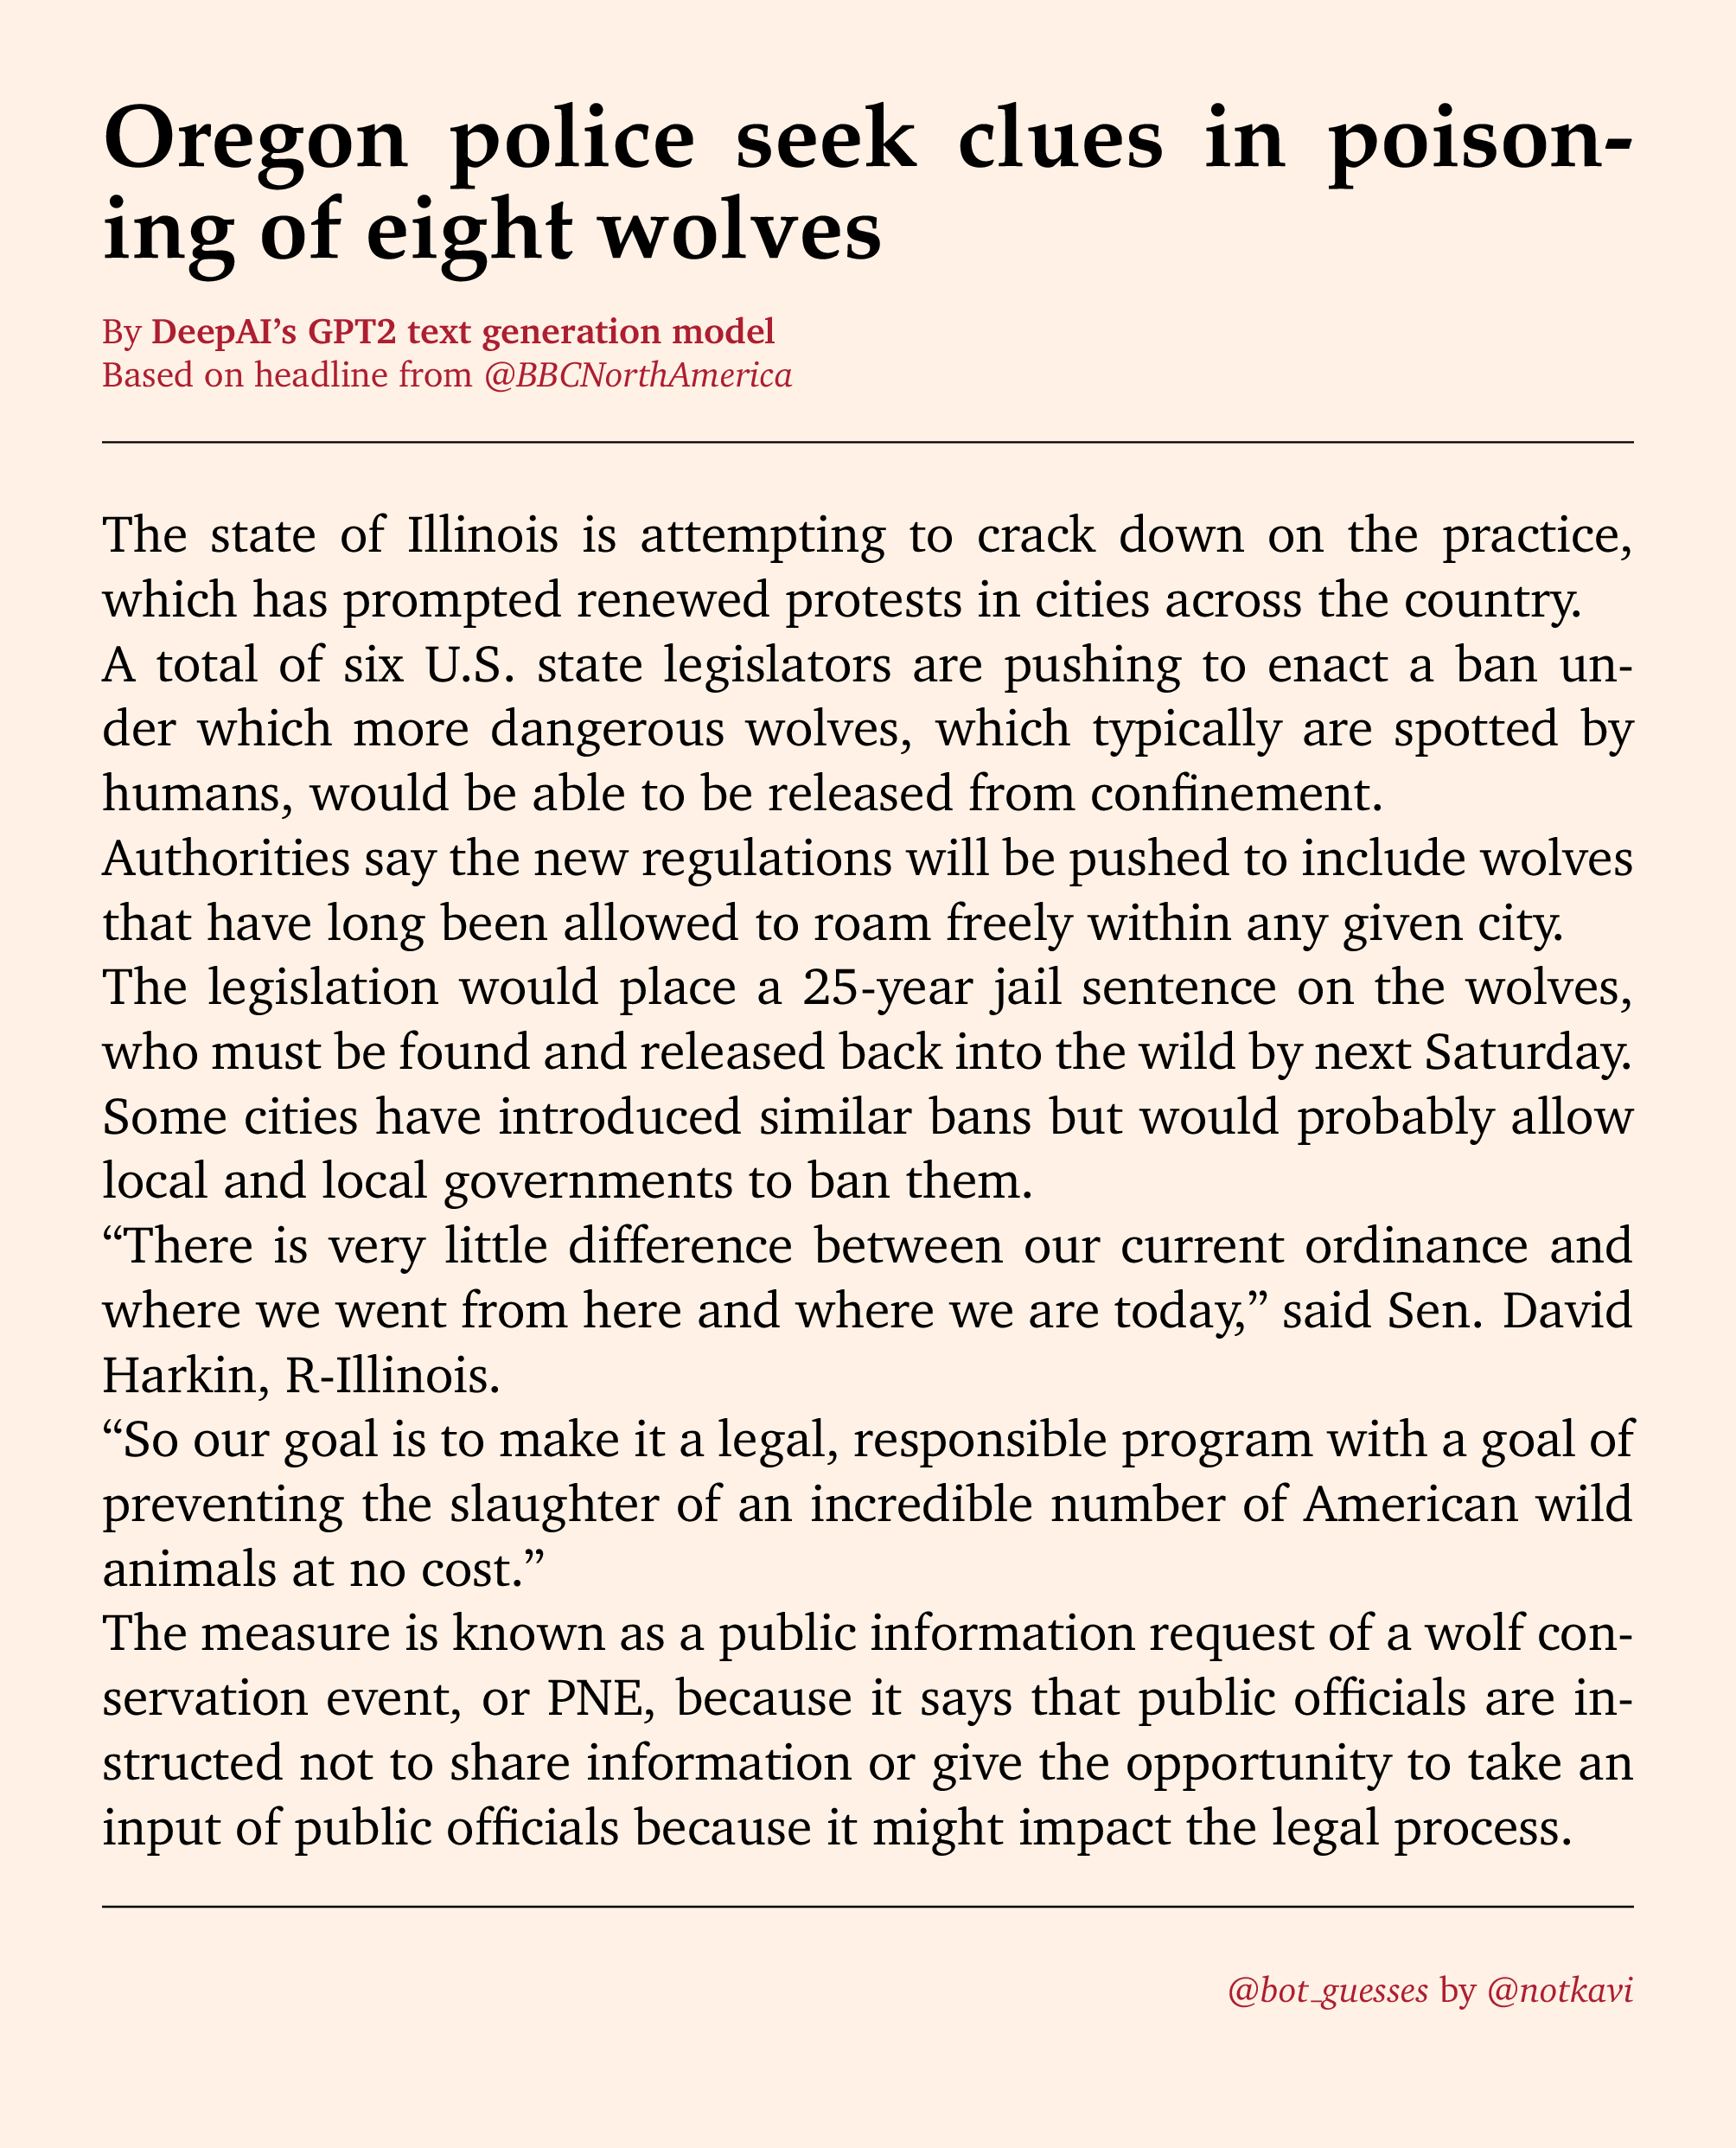 Oregon police seek clues in poison-
ing of eight wolves
By DeepAI’s GPT2 text generation model
Based on headline from @BBCNorthAmerica
The state of Illinois is attempting to crack down on the practice,
which has prompted renewed protests in cities across the country.
A total of six U.S. state legislators are pushing to enact a ban un-
der which more dangerous wolves, which typically are spotted by
humans, would be able to be released from confinement.
Authorities say the new regulations will be pushed to include wolves
that have long been allowed to roam freely within any given city.
The legislation would place a 25-year jail sentence on the wolves,
who must be found and released back into the wild by next Saturday.
Some cities have introduced similar bans but would probably allow
local and local governments to ban them.
“There is very little difference between our current ordinance and
where we went from here and where we are today,” said Sen. David
Harkin, R-Illinois.
“So our goal is to make it a legal, responsible program with a goal of
preventing the slaughter of an incredible number of American wild
animals at no cost.”
The measure is known as a public information request of a wolf con-
servation event, or PNE, because it says that public officials are in-
structed not to share information or give the opportunity to take an
input of public officials because it might impact the legal process.
@bot_guesses by @notkavi